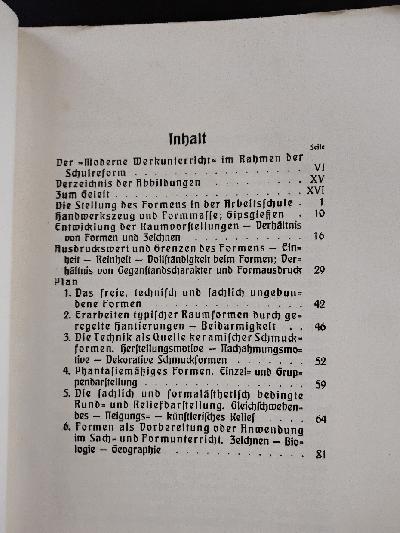 Inhalt
Seite
Der »Moderne Werkunterricht« im Rahmen der
Schulreform . . . . . . . . . . . . VI
Verzeichnis der Abbildungen . . . . . . . XV
Zum Geleit . . . . . . . . . . . . . XVI
Die Stellung des Formens in der Arbeitsschule . 1
Handwerkszeug und Formmasse; Gipsgießen . . 10
Entwicklung der Raumvorstellungen — Verhältnis
von Formen und Zeichnen . . . . . . . 16
Ausdruckswert und Grenzen des Formens — Ein-
heit — Reinheit — Vollständigkeit beim Formen; Ver-
hältnis von Gegenstandscharakter und Formausdruck 29
Plan
1. Das freie, technisch und sachlich ungebun-
dene Formen . . . . . . . . . . . 42
2. Erarbeiten typischer Raumformen durch ge-
regelte Hantierungen — Beidarmigkeit . . 46
3. Die Technik als Quelle keramischer Schmuck-
formen. Herstellungsmotive — Nachahmungsmo-
tive — Dekorative Schmuckformen . . . . 52
4. Phantasiemäßiges Formen. Einzel- und Grup-
pendarstellung . . . . . . . . . . 59
5. Die sachlich und formalästhetisch bedingte
Rund- und Reliefdarstellung. Gleichschweben-
des — Neigungs- — künstlerisches Relief . . . 64
6. Formen als Vorbereitung oder Anwendung
im Sach- und Formunterricht. Zeichnen — Bio-
logie — Geographie . . . . . . . . . 81